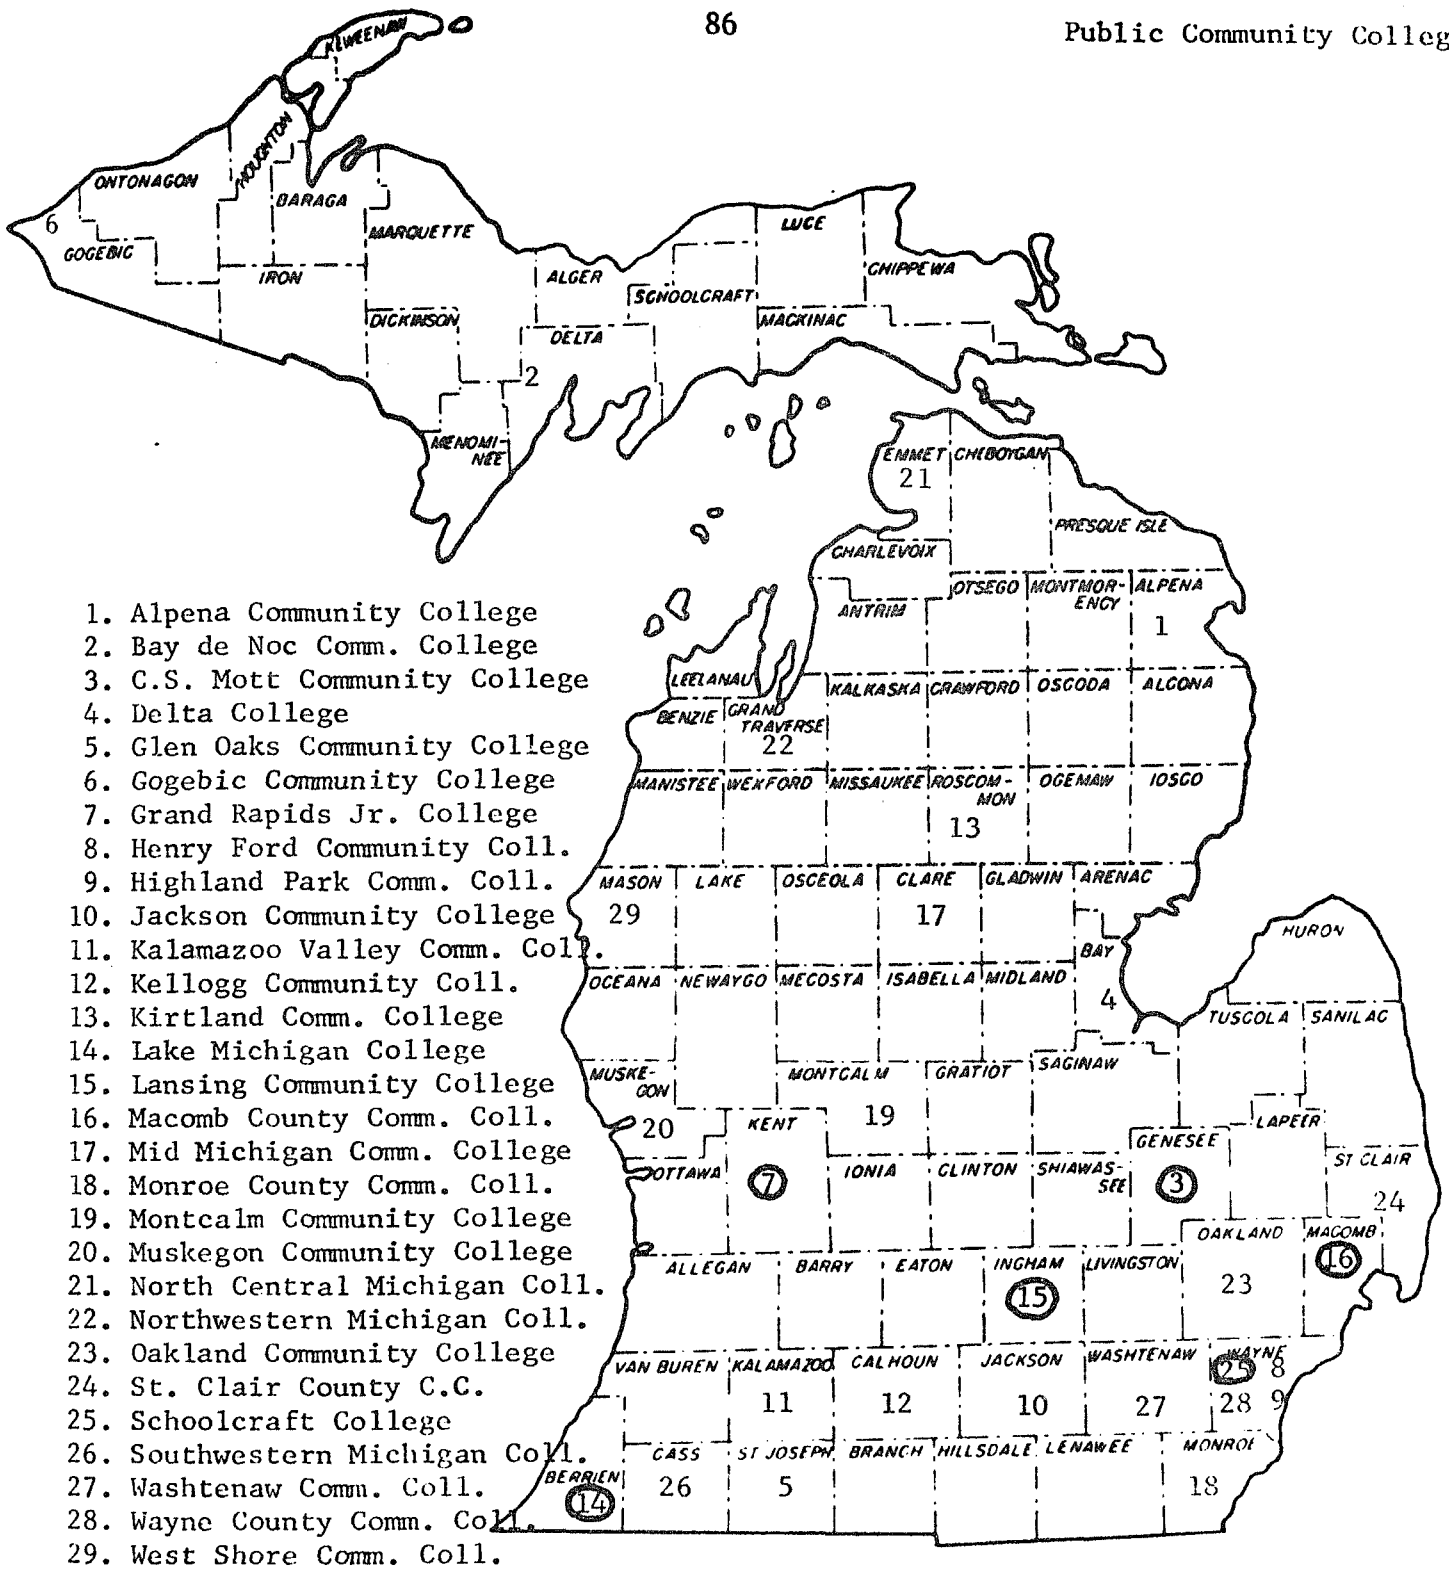 86
Public Community Colleg
KEWEENAW
HOUGHTON
ONTONAGON
BARAGA
6
GOGEBIC
MARQUETTE
LUCE
IRON
ALGER
CHIPPEWA
SCHOOLCRAFT
DICKINSON
MACKINAC
DELTA
2
MENOMI-
NEE
EMMET
CHEBOYGAN
21
PRESQUE ISLE
CHARLEVOIX
OTSEGO
MONTMOR-
ENCY
ALPENA
ANTRIM
1
LEELANAU
KALKASKA
CRAWFORD
OSCODA
ALCONA
BENZIE
GRAND
TRAVERSE
22
MANISTEE
WEXFORD
MISSAUKEE
ROSCOM-
MON
OGEMAW
IOSCO
13
MASON
LAKE
OSCEOLA
CLARE
GLADWIN
ARENAC
29
17
HURON
BAY
OCEANA
NEWAYGO
MECOSTA
ISABELLA
MIDLAND
4
TUSCOLA
SANILAC
MUSKE-
GON
MONTCALM
GRATIOT
SAGINAW
20
KENT
19
LAPEER
GENESEE
OTTAWA
7
IONIA
CLINTON
SHIAWAS-
SEE
3
ST CLAIR
24
OAKLAND
MACOMB
ALLEGAN
BARRY
EATON
INGHAM
LIVINGSTON
16
15
23
VAN BUREN
KALAMAZOO
CALHOUN
JACKSON
WASHTENAW
WAYNE
25 8
11
12
10
27
28 9
CASS
ST JOSEPH
BRANCH
HILLSDALE
LENAWEE
MONROE
BERRIEN
14
26
5
18
1. Alpena Community College
2. Bay de Noc Comm. College
3. C.S. Mott Community College
4. Delta College
5. Glen Oaks Community College
6. Gogebic Community College
7. Grand Rapids Jr. College
8. Henry Ford Community Coll.
9. Highland Park Comm. Coll.
10. Jackson Community College
11. Kalamazoo Valley Comm. Coll.
12. Kellogg Community Coll.
13. Kirtland Comm. College
14. Lake Michigan College
15. Lansing Community College
16. Macomb County Comm. Coll.
17. Mid Michigan Comm. College
18. Monroe County Comm. Coll.
19. Montcalm Community College
20. Muskegon Community College
21. North Central Michigan Coll.
22. Northwestern Michigan Coll.
23. Oakland Community College
24. St. Clair County C.C.
25. Schoolcraft College
26. Southwestern Michigan Coll.
27. Washtenaw Comm. Coll.
28. Wayne County Comm. Coll.
29. West Shore Comm. Coll.